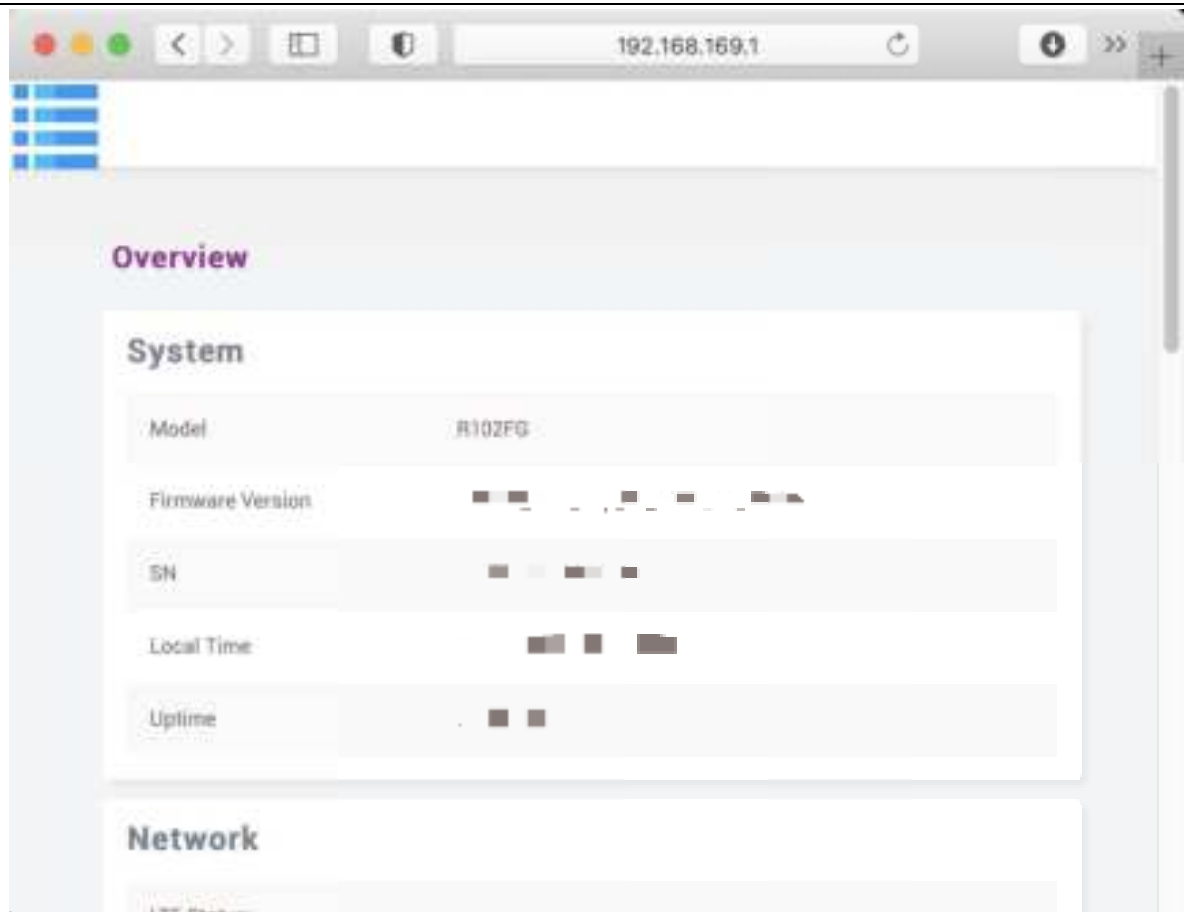 192.168.169.1
Overview
System
Model R102FG
Firmware Version
SN
Local Time
Uptime
Network